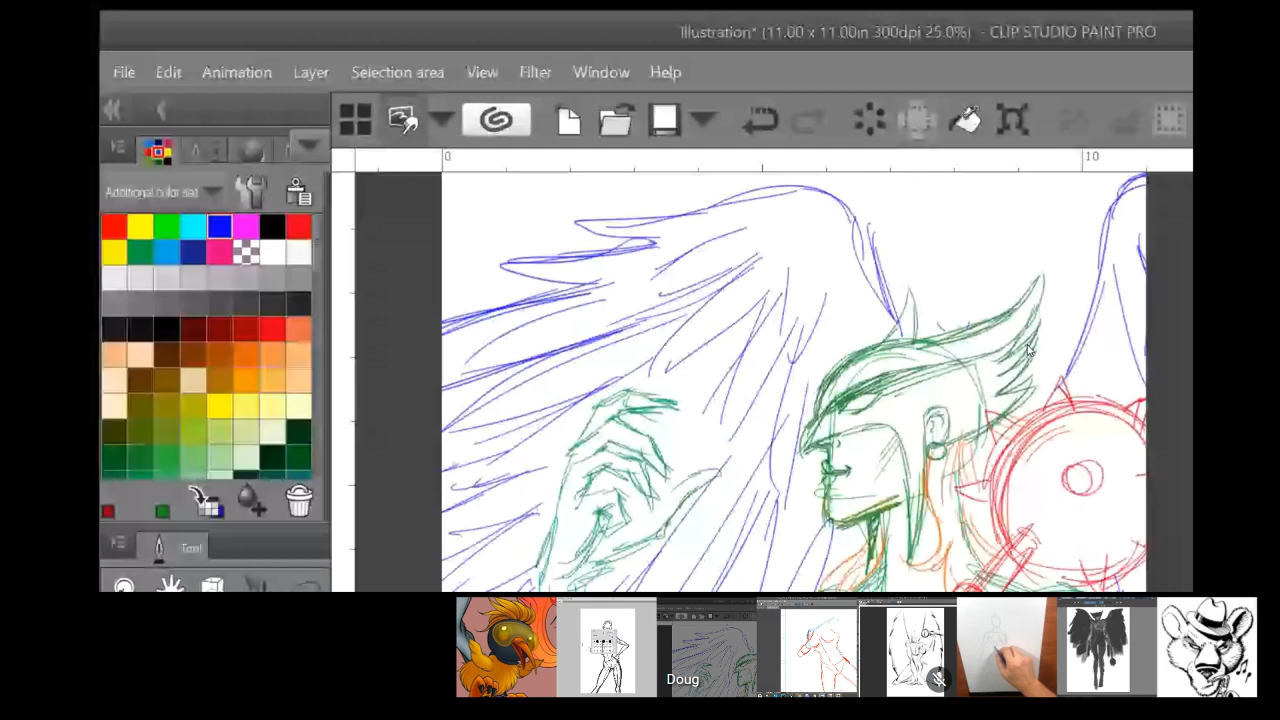 Illustration* (11.00 x 11.00in 300dpi 25.0%) - CLIP STUDIO PAINT PRO
File Edit Animation Layer Selection area View Filter Window Help
0 10
Additional color set
Tool
Doug